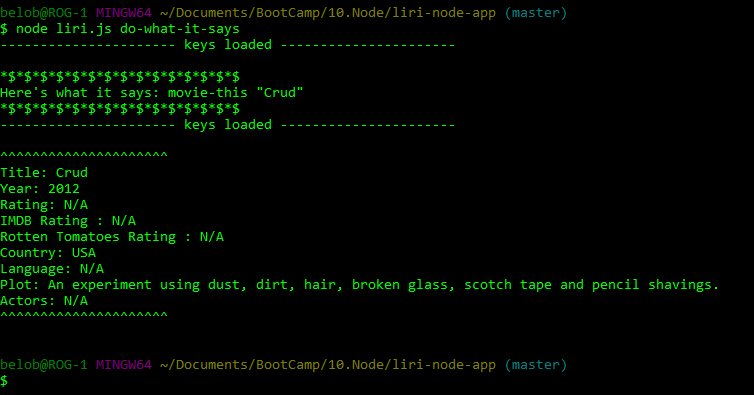 belob@ROG-1 MINGW64 ~/Documents/BootCamp/10.Node/liri-node-app (master)
$ node liri.js do-what-it-says
---------------------- keys loaded ----------------------
*$*$*$*$*$*$*$*$*$*$*$*$*$*$*$
Here's what it says: movie-this "Crud"
*$*$*$*$*$*$*$*$*$*$*$*$*$*$*$
---------------------- keys loaded ----------------------
^^^^^^^^^^^^^^^^^^^^^
Title: Crud
Year: 2012
Rating: N/A
IMDB Rating : N/A
Rotten Tomatoes Rating : N/A
Country: USA
Language: N/A
Plot: An experiment using dust, dirt, hair, broken glass, scotch tape and pencil shavings.
Actors: N/A
^^^^^^^^^^^^^^^^^^^^^
belob@ROG-1 MINGW64 ~/Documents/BootCamp/10.Node/liri-node-app (master)
$